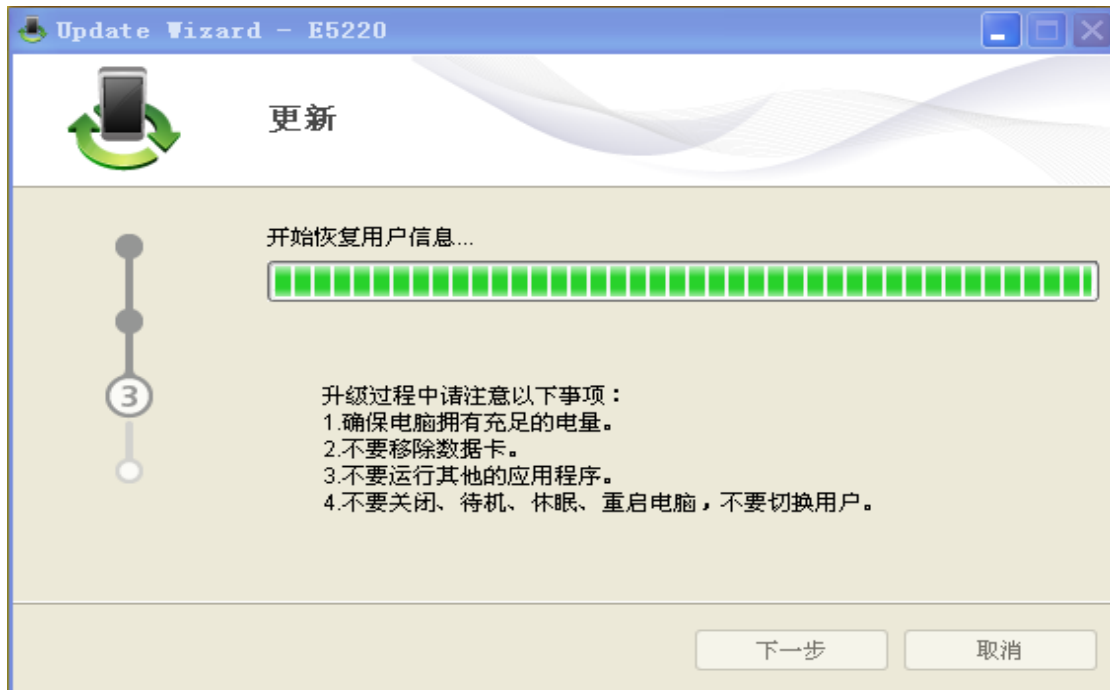 Update Wizard - E5220
更新
开始恢复用户信息...
3
升级过程中请注意以下事项：
1.确保电脑拥有充足的电量。
2.不要移除数据卡。
3.不要运行其他的应用程序。
4.不要关闭、待机、休眠、重启电脑，不要切换用户。
下一步
取消